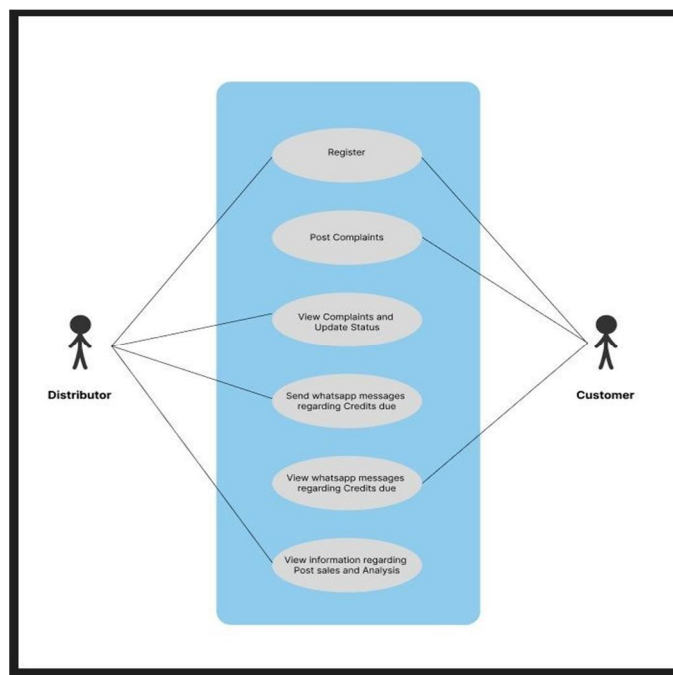 Register
Post Complaints
View Complaints and
Update Status
Distributor
Customer
Send whatsapp messages
regarding Credits due
View whatsapp messages
regarding Credits due
View information regarding
Post sales and Analysis